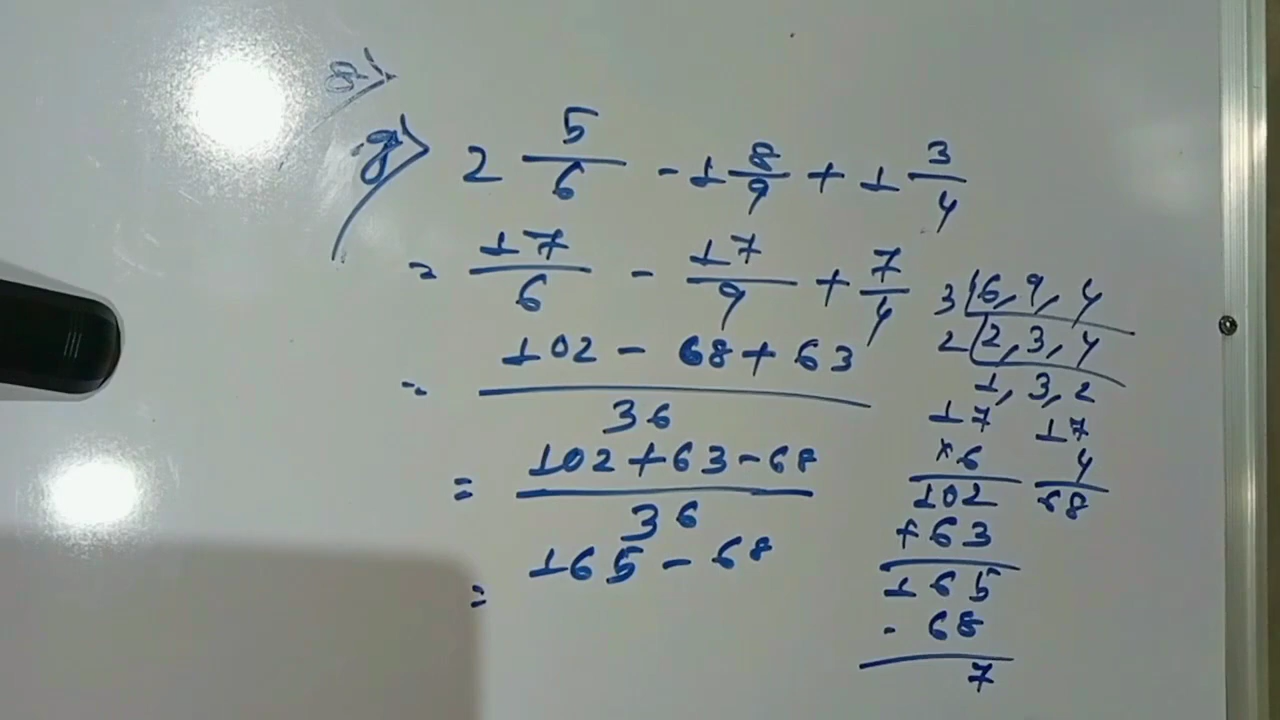 g)
g) 2 5/6 - 1 8/9 + 1 3/4
= 17/6 - 17/9 + 7/4
= 102 - 68 + 63 / 36
= 102 + 63 - 68 / 36
= 165 - 68
3 | 6, 9, 4
2 | 2, 3, 4
1, 3, 2
17 17
×6 4
102 68
+63
165
- 68
7